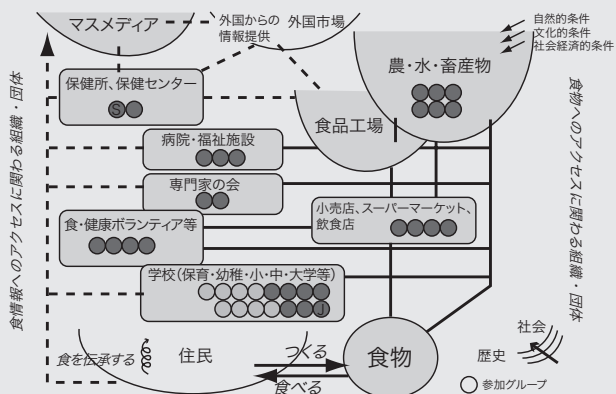 マスメディア
外国からの
情報提供
外国市場
自然的条件
文化的条件
社会経済的条件
保健所、保健センター
S
農・水・畜産物
食品工場
病院・福祉施設
専門家の会
食・健康ボランティア等
小売店、スーパーマーケット、
飲食店
学校(保育・幼稚・小・中・大学等)
J
食情報へのアクセスに関わる組織・団体
食物へのアクセスに関わる組織・団体
食を伝承する
住民
つくる
食べる
食物
社会
歴史
参加グループ